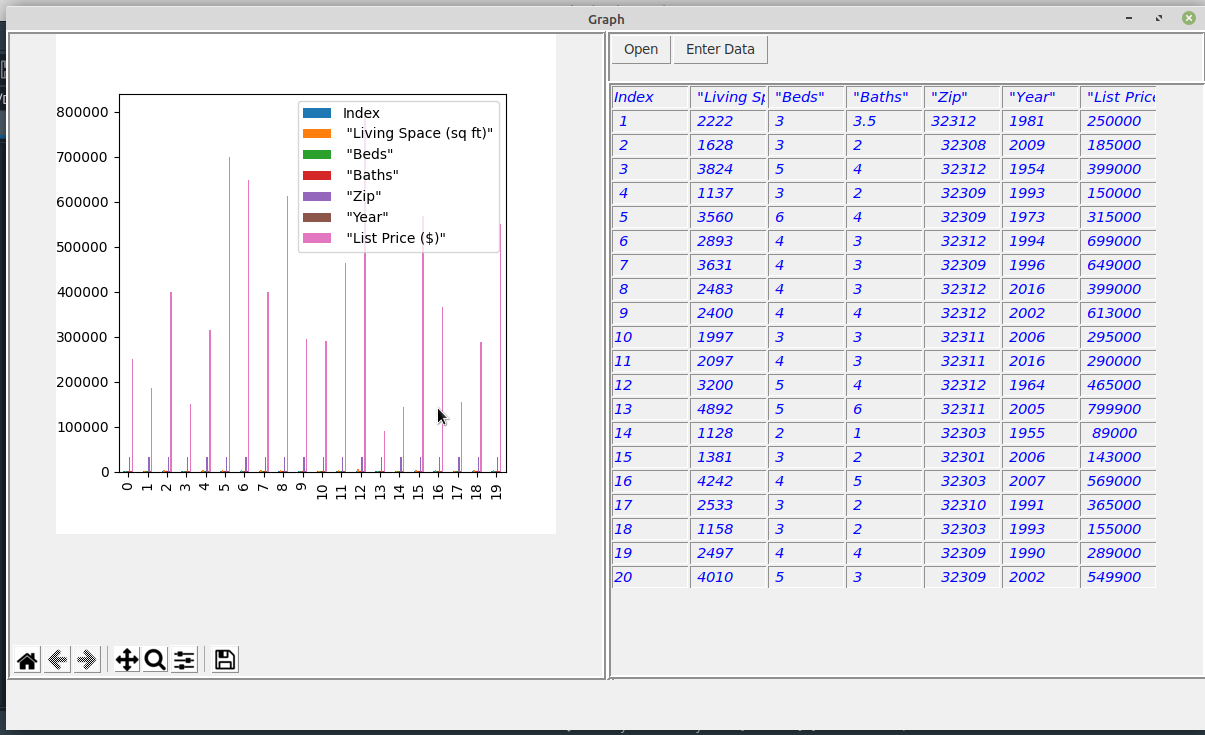 Graph
Open Enter Data
800000
700000
600000
500000
400000
300000
200000
100000
0
Index
"Living Space (sq ft)"
"Beds"
"Baths"
"Zip"
"Year"
"List Price ($)"
0 1 2 3 4 5 6 7 8 9 10 11 12 13 14 15 16 17 18 19
Index "Living Sp "Beds" "Baths" "Zip" "Year" "List Price
1 2222 3 3.5 32312 1981 250000
2 1628 3 2 32308 2009 185000
3 3824 5 4 32312 1954 399000
4 1137 3 2 32309 1993 150000
5 3560 6 4 32309 1973 315000
6 2893 4 3 32312 1994 699000
7 3631 4 3 32309 1996 649000
8 2483 4 3 32312 2016 399000
9 2400 4 4 32312 2002 613000
10 1997 3 3 32311 2006 295000
11 2097 4 3 32311 2016 290000
12 3200 5 4 32312 1964 465000
13 4892 5 6 32311 2005 799900
14 1128 2 1 32303 1955 89000
15 1381 3 2 32301 2006 143000
16 4242 4 5 32303 2007 569000
17 2533 3 2 32310 1991 365000
18 1158 3 2 32303 1993 155000
19 2497 4 4 32309 1990 289000
20 4010 5 3 32309 2002 549900